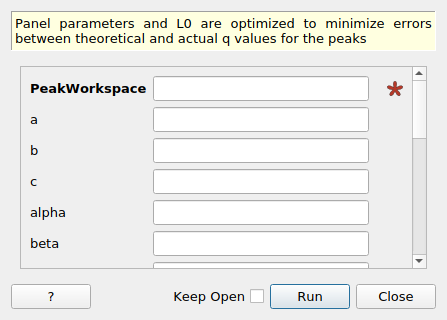 Panel parameters and L0 are optimized to minimize errors
between theoretical and actual q values for the peaks
PeakWorkspace
a
b
c
alpha
beta
?
Keep Open
Run
Close